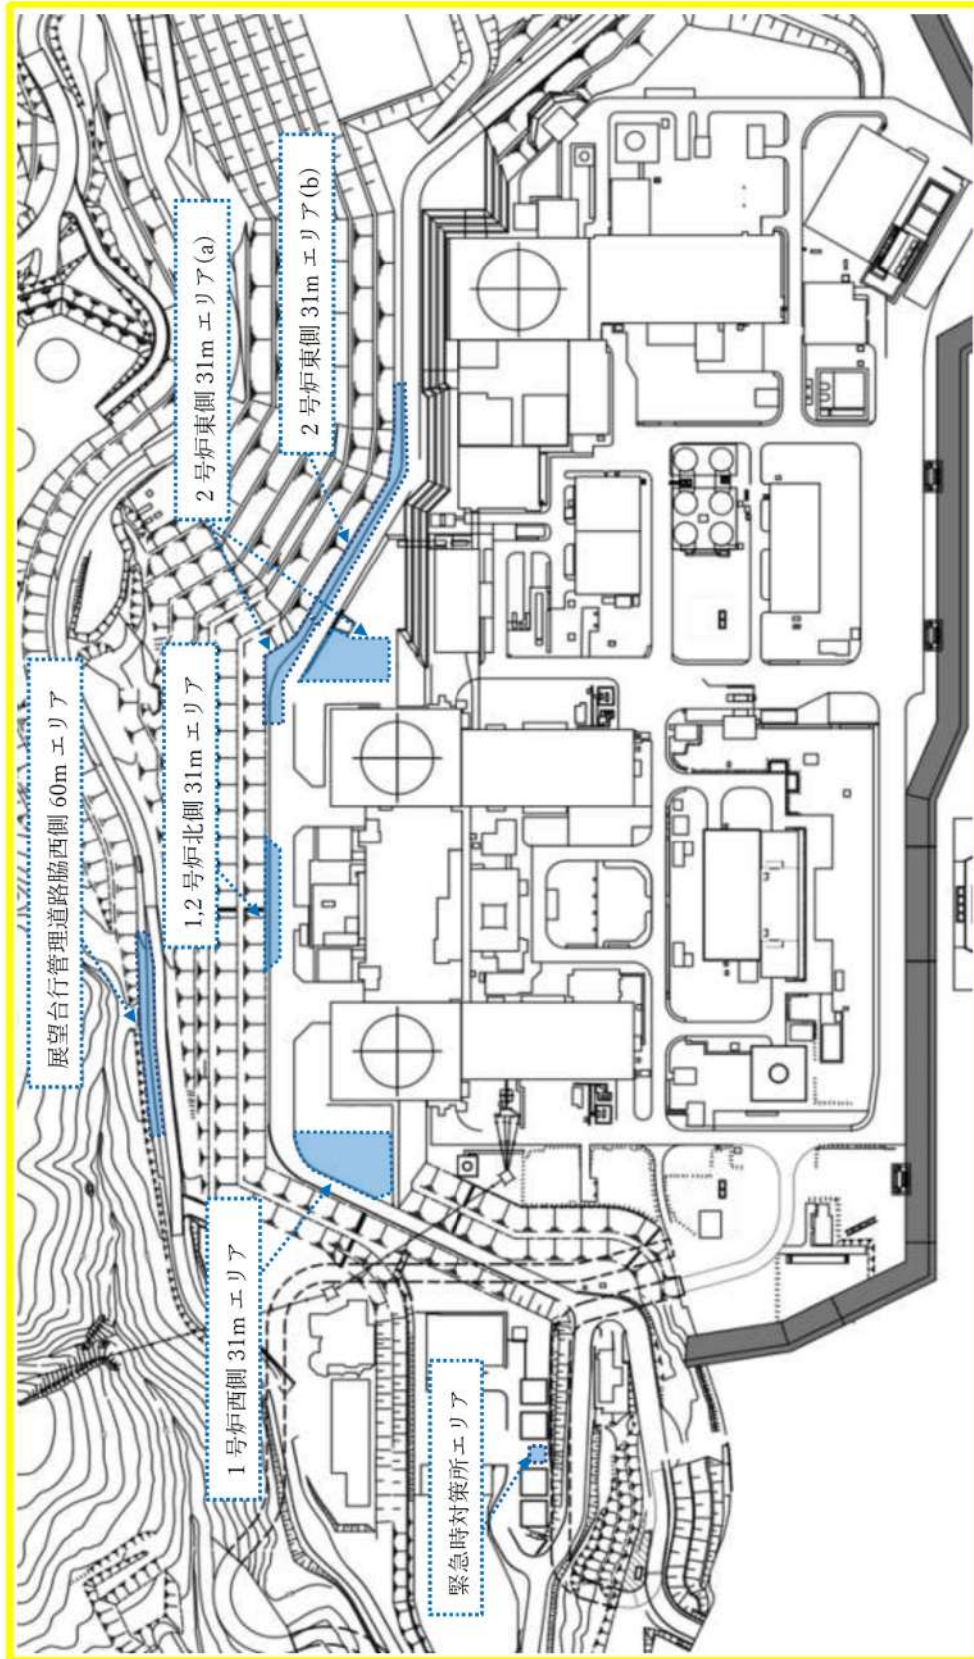 展望台行管理道路脇西側 60m エリア
2 号炉東側 31m エリア(a)
2 号炉東側 31m エリア(b)
1,2 号炉北側 31m エリア
1 号炉西側 31m エリア
緊急時対策所エリア